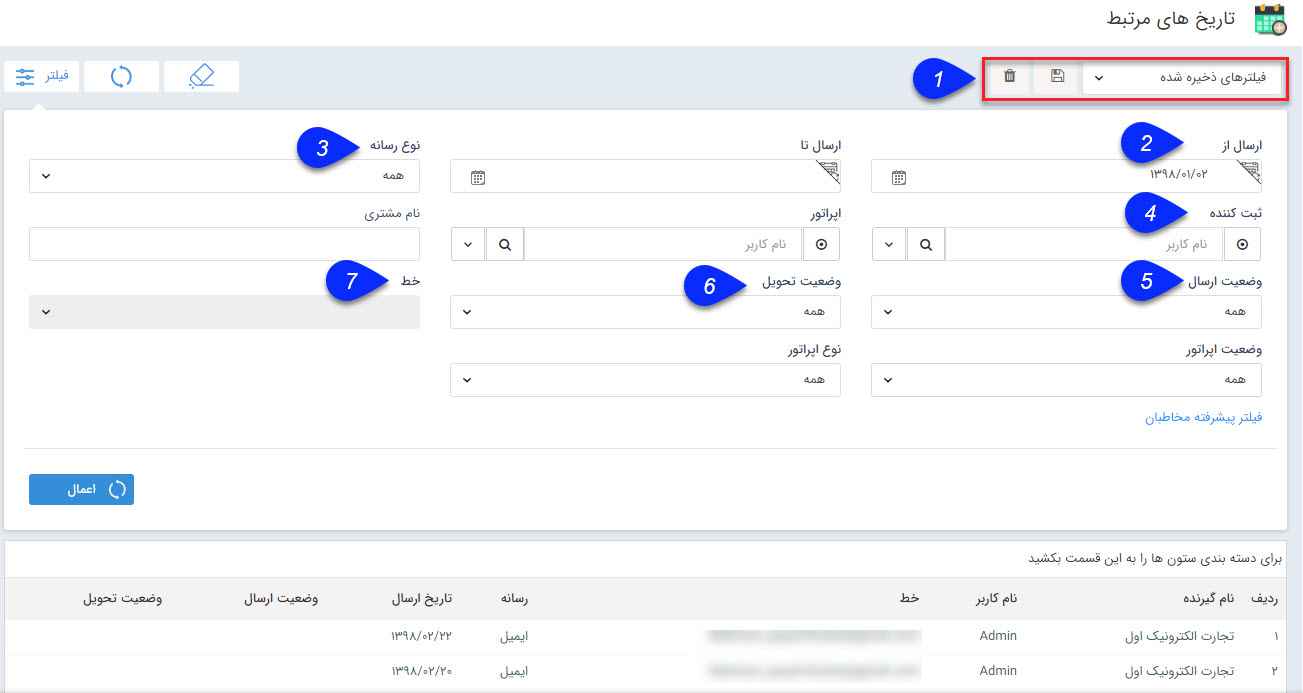 تاریخ های مرتبط
فیلترهای ذخیره شده
1
فیلتر
ارسال از
2
ارسال تا
نوع رسانه
3
۱۳۹۸/۰۱/۰۲
همه
ثبت کننده
4
اپراتور
نام مشتری
نام کاربر
نام کاربر
وضعیت ارسال
5
وضعیت تحویل
6
خط
7
همه
همه
وضعیت اپراتور
نوع اپراتور
همه
همه
فیلتر پیشرفته مخاطبان
اعمال
برای دسته بندی ستون ها را به این قسمت بکشید
ردیف نام گیرنده نام کاربر خط رسانه تاریخ ارسال وضعیت ارسال وضعیت تحویل
۱ تجارت الکترونیک اول Admin ایمیل ۱۳۹۸/۰۲/۲۲
۲ تجارت الکترونیک اول Admin ایمیل ۱۳۹۸/۰۲/۲۰